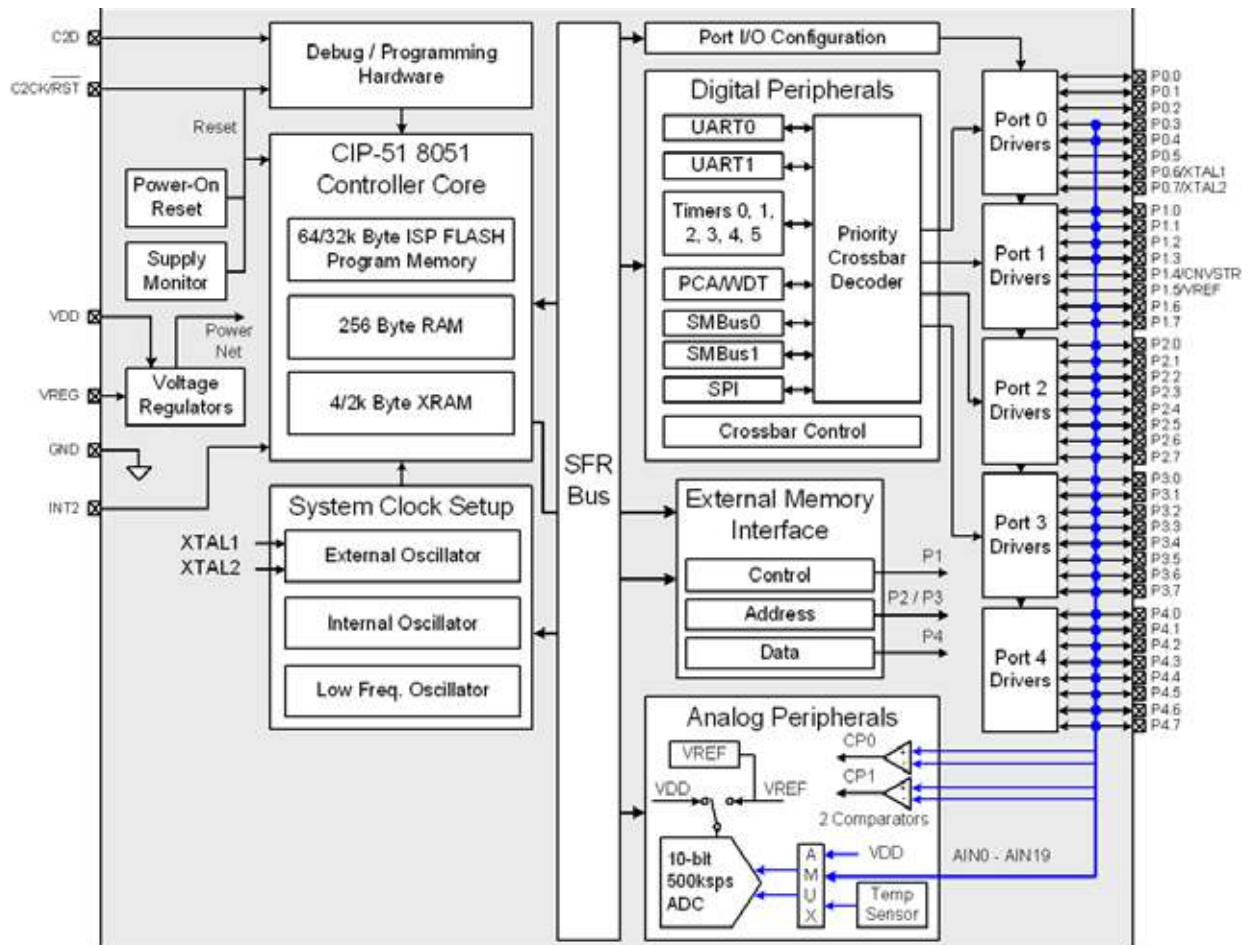 C2D
C2CK/RST
Debug / Programming
Hardware
Reset
Power-On
Reset
Supply
Monitor
VDD
Power
Net
VREG
Voltage
Regulators
GND
INT2
CIP-51 8051
Controller Core
64/32k Byte ISP FLASH
Program Memory
256 Byte RAM
4/2k Byte XRAM
System Clock Setup
XTAL1
XTAL2
External Oscillator
Internal Oscillator
Low Freq. Oscillator
SFR
Bus
Port I/O Configuration
Digital Peripherals
UART0
UART1
Timers 0, 1,
2, 3, 4, 5
PCA/WDT
SMBus0
SMBus1
SPI
Priority
Crossbar
Decoder
Crossbar Control
External Memory
Interface
Control
Address
Data
P1
P2 / P3
P4
Analog Peripherals
VREF
VDD
VREF
CP0
+
-
CP1
+
-
2 Comparators
10-bit
500ksps
ADC
A
M
U
X
VDD
Temp
Sensor
AIN0 - AIN19
Port 0
Drivers
Port 1
Drivers
Port 2
Drivers
Port 3
Drivers
Port 4
Drivers
P0.0
P0.1
P0.2
P0.3
P0.4
P0.5
P0.6/XTAL1
P0.7/XTAL2
P1.0
P1.1
P1.2
P1.3
P1.4/CNVSTR
P1.5/VREF
P1.6
P1.7
P2.0
P2.1
P2.2
P2.3
P2.4
P2.5
P2.6
P2.7
P3.0
P3.1
P3.2
P3.3
P3.4
P3.5
P3.6
P3.7
P4.0
P4.1
P4.2
P4.3
P4.4
P4.5
P4.6
P4.7